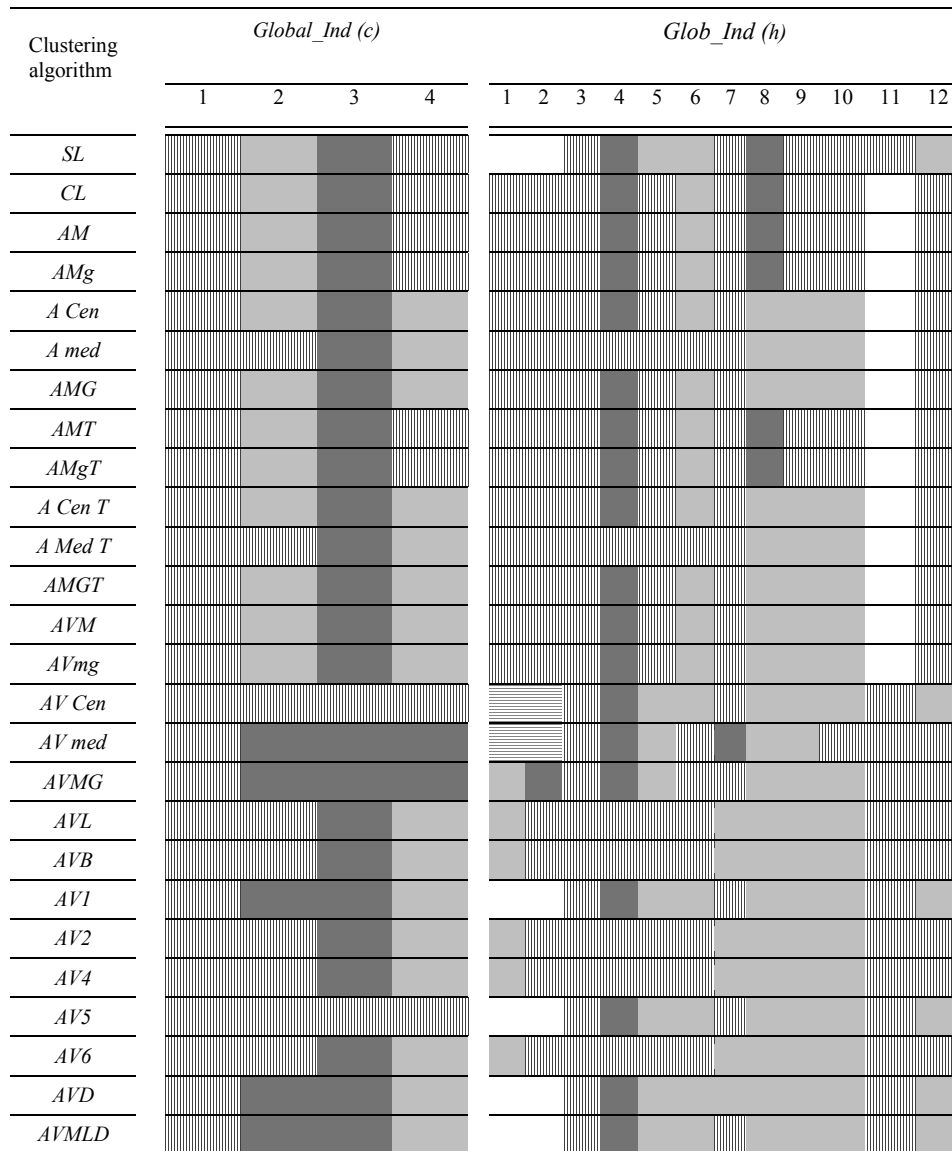 Clustering algorithm
Global_Ind (c)
Glob_Ind (h)
1 2 3 4 1 2 3 4 5 6 7 8 9 10 11 12
SL
CL
AM
AMg
A Cen
A med
AMG
AMT
AMgT
A Cen T
A Med T
AMGT
AVM
AVmg
AV Cen
AV med
AVMG
AVL
AVB
AV1
AV2
AV4
AV5
AV6
AVD
AVMLD